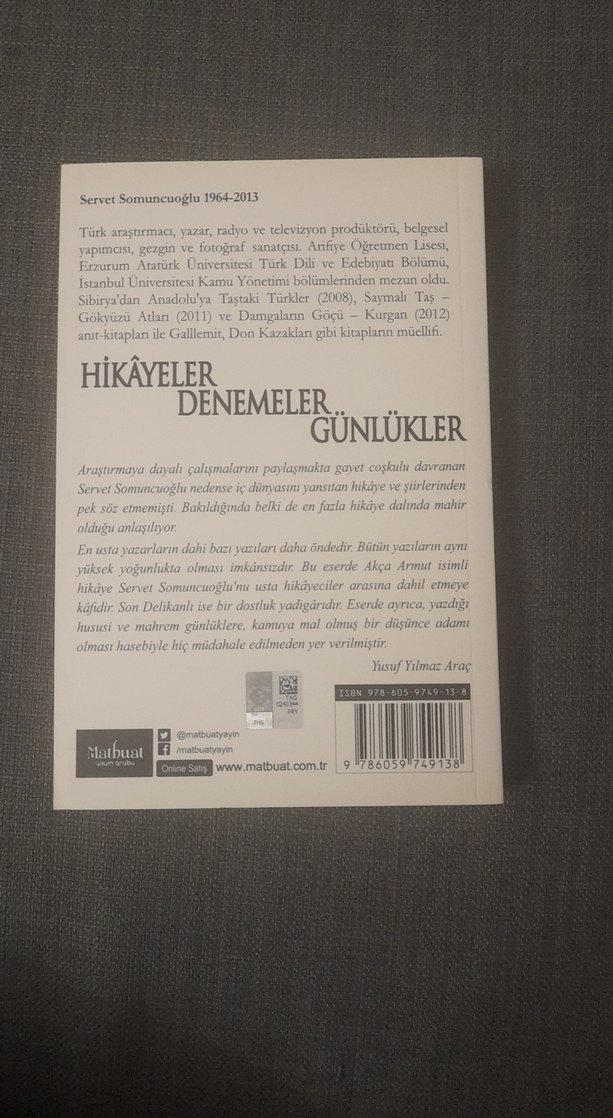 Servet Somuncuoğlu 1964-2013
Türk araştırmacı, yazar, radyo ve televizyon prodüktörü, belgesel
yapımcısı, gezgin ve fotoğraf sanatçısı. Arifiye Öğretmen Lisesi,
Erzurum Atatürk Üniversitesi Türk Dili ve Edebiyatı Bölümü,
İstanbul Üniversitesi Kamu Yönetimi bölümlerinden mezun oldu.
Sibirya'dan Anadolu'ya Taştaki Türkler (2008), Saymalı Taş –
Gökyüzü Atları (2011) ve Damgaların Göçü – Kurgan (2012)
anıt-kitapları ile Galllemit, Don Kazakları gibi kitapların müellifi.
HİKÂYELER
DENEMELER
GÜNLÜKLER
Araştırmaya dayalı çalışmalarını paylaşmakta gayet coşkulu davranan
Servet Somuncuoğlu nedense iç dünyasını yansıtan hikâye ve şiirlerinden
pek söz etmemişti. Bakıldığında belki de en fazla hikâye dalında mahir
olduğu anlaşılıyor.
En usta yazarların dahi bazı yazıları daha öndedir. Bütün yazıların aynı
yüksek yoğunlukta olması imkânsızdır. Bu eserde Akça Armut isimli
hikâye Servet Somuncuoğlu'nu usta hikâyeciler arasına dahil etmeye
kâfidir. Son Delikanlı ise bir dostluk yadigârıdır. Eserde ayrıca, yazdığı
hususi ve mahrem günlüklere, kamuya mal olmuş bir düşünce adamı
olması hasebiyle hiç müdahale edilmeden yer verilmiştir.
Yusuf Yılmaz Araç
ISBN 978-605-9749-13-8
9 786059 749138
THG
0240344
PRY
Matbuat
yayın grubu
@matbuatyayin
/matbuatyayin
Online Satış www.matbuat.com.tr